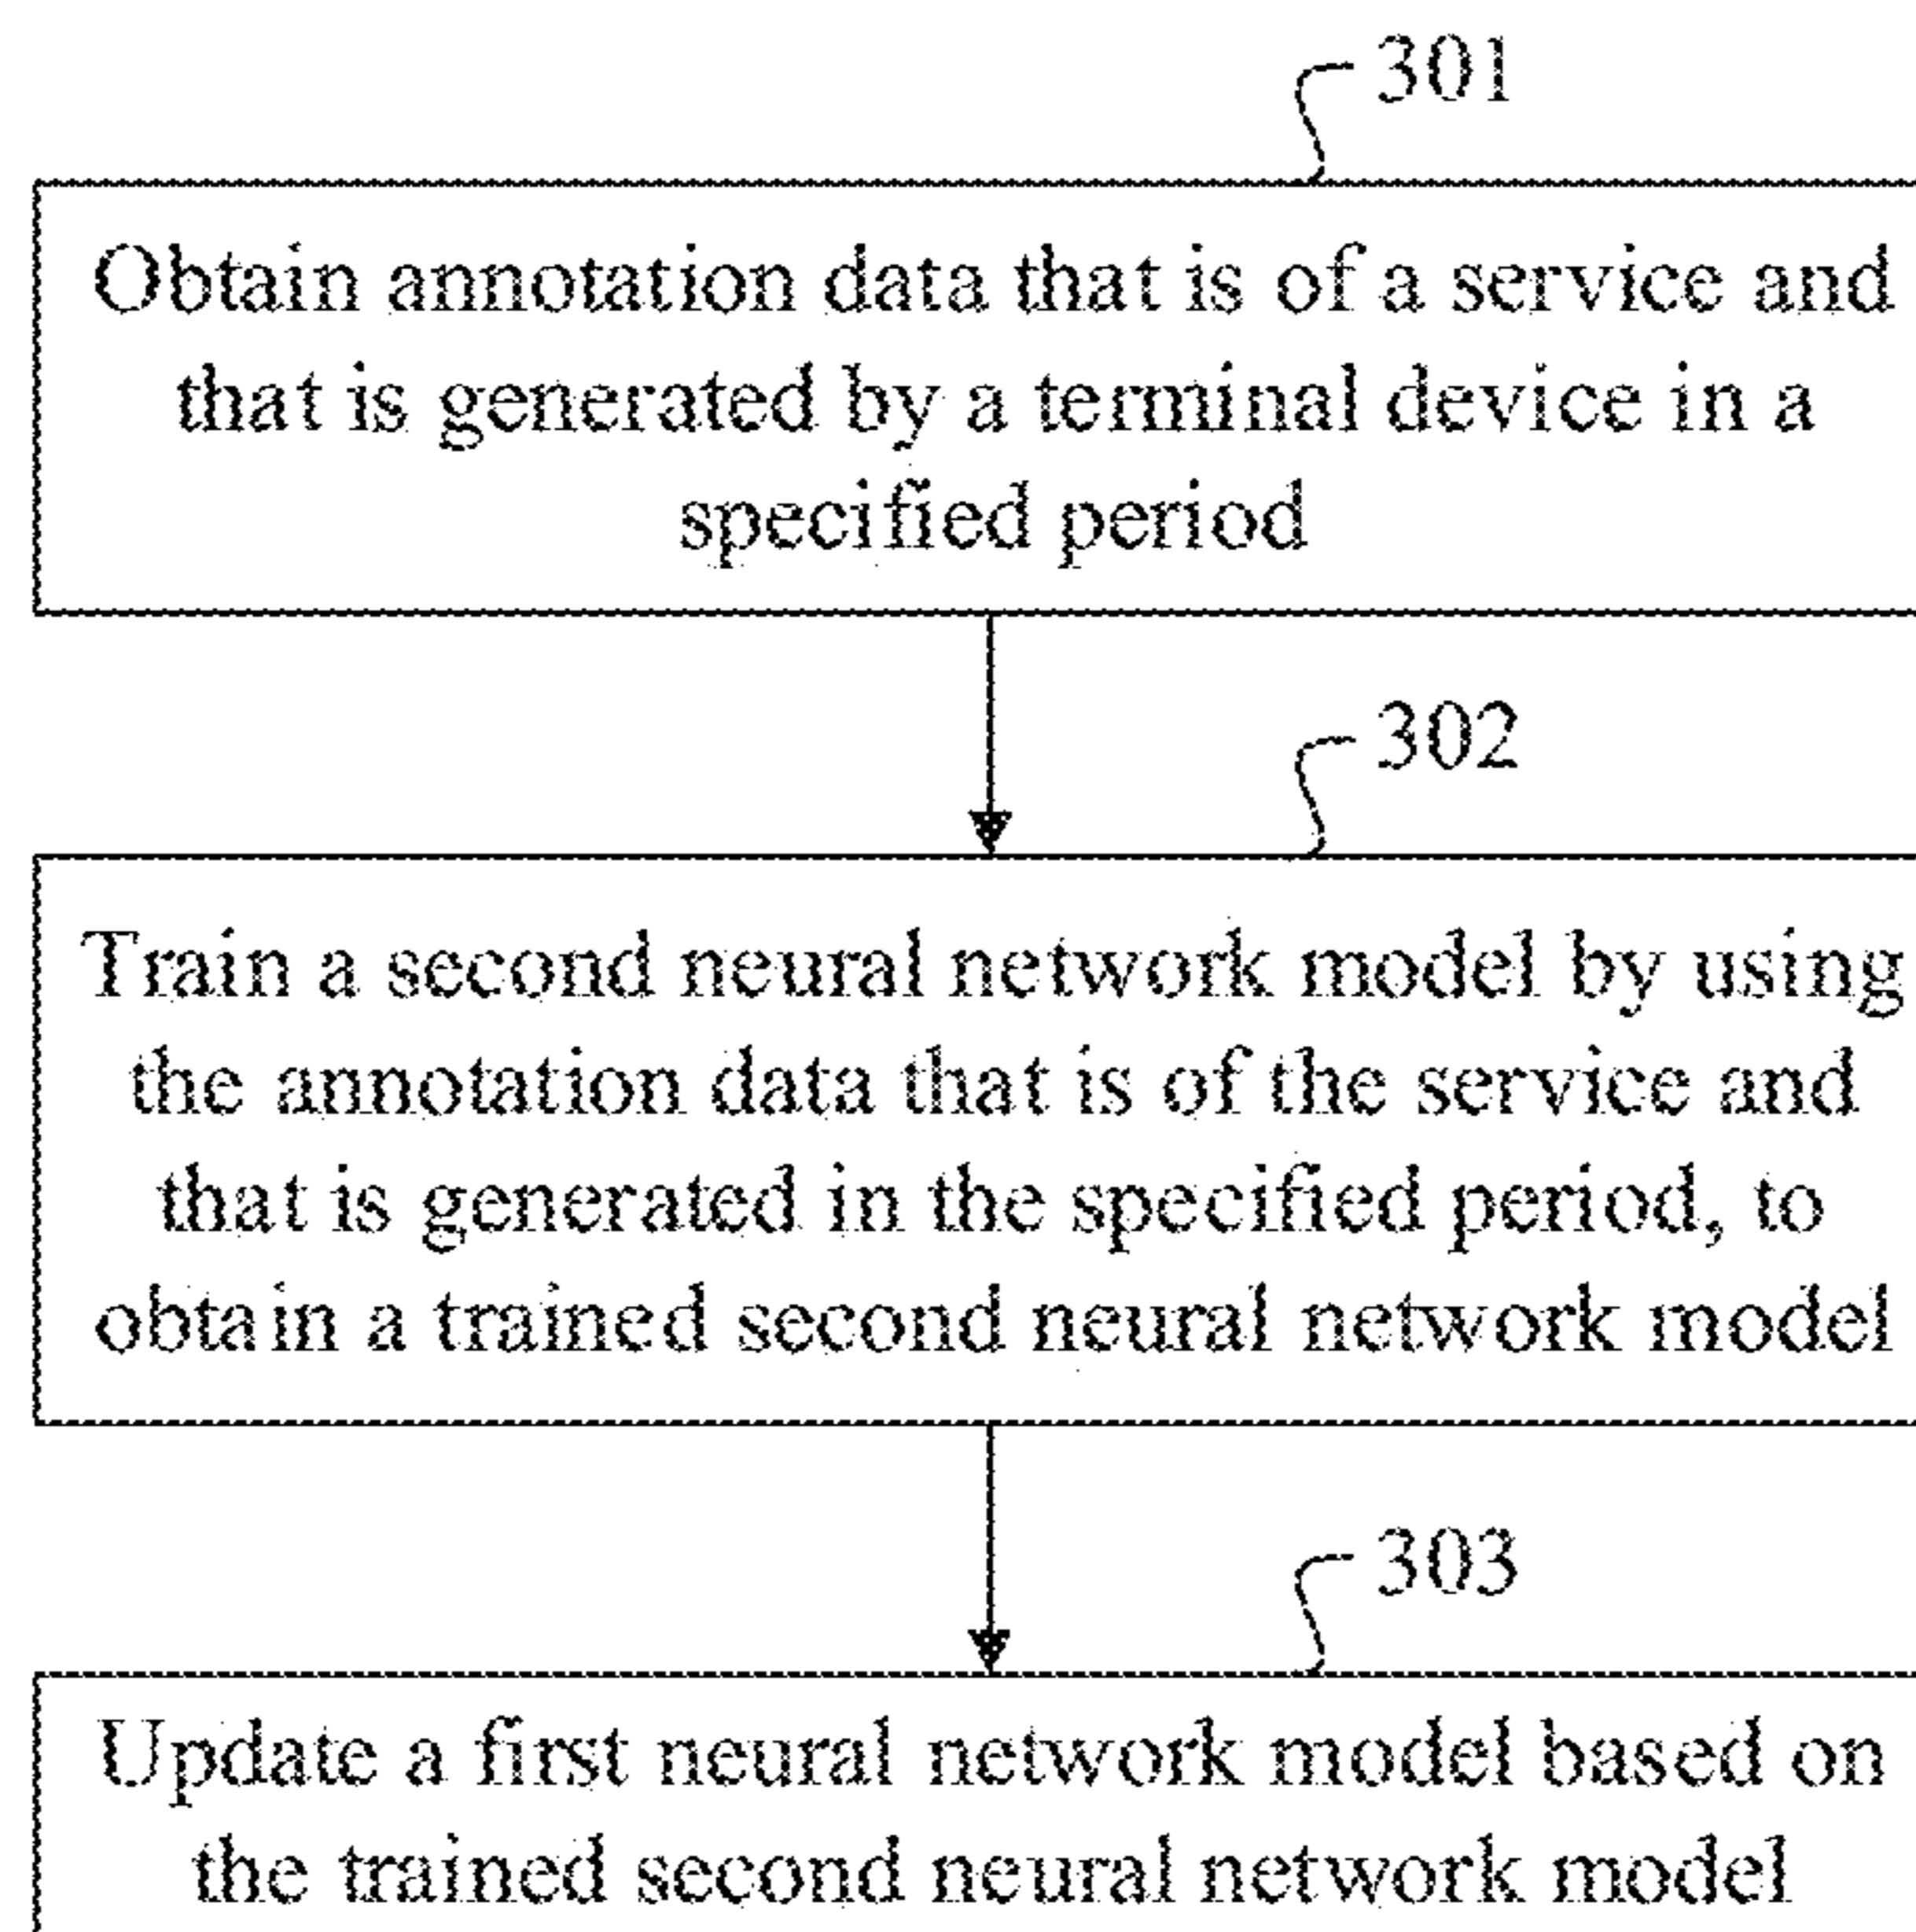 301
Obtain annotation data that is of a service and
that is generated by a terminal device in a
specified period
302
Train a second neural network model by using
the annotation data that is of the service and
that is generated in the specified period, to
obtain a trained second neural network model
303
Update a first neural network model based on
the trained second neural network model